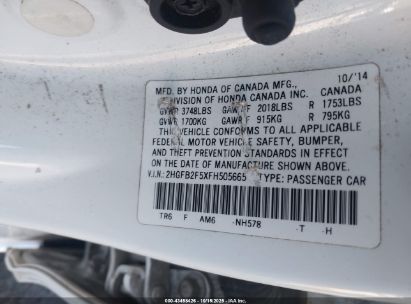 MFD. BY HONDA OF CANADA MFG., 10/'14
A DIVISION OF HONDA CANADA INC. CANADA
GVWR 3748LBS GAWR F 2018LBS R 1753LBS
GVWR 1700KG GAWR F 915KG R 795KG
THIS VEHICLE CONFORMS TO ALL APPLICABLE
FEDERAL MOTOR VEHICLE SAFETY, BUMPER,
AND THEFT PREVENTION STANDARDS IN EFFECT
ON THE DATE OF MANUFACTURE SHOWN ABOVE.
V.I.N.: 2HGFB2F5XFH505665 TYPE: PASSENGER CAR
TR6 F AM6 -NH578 -T -H